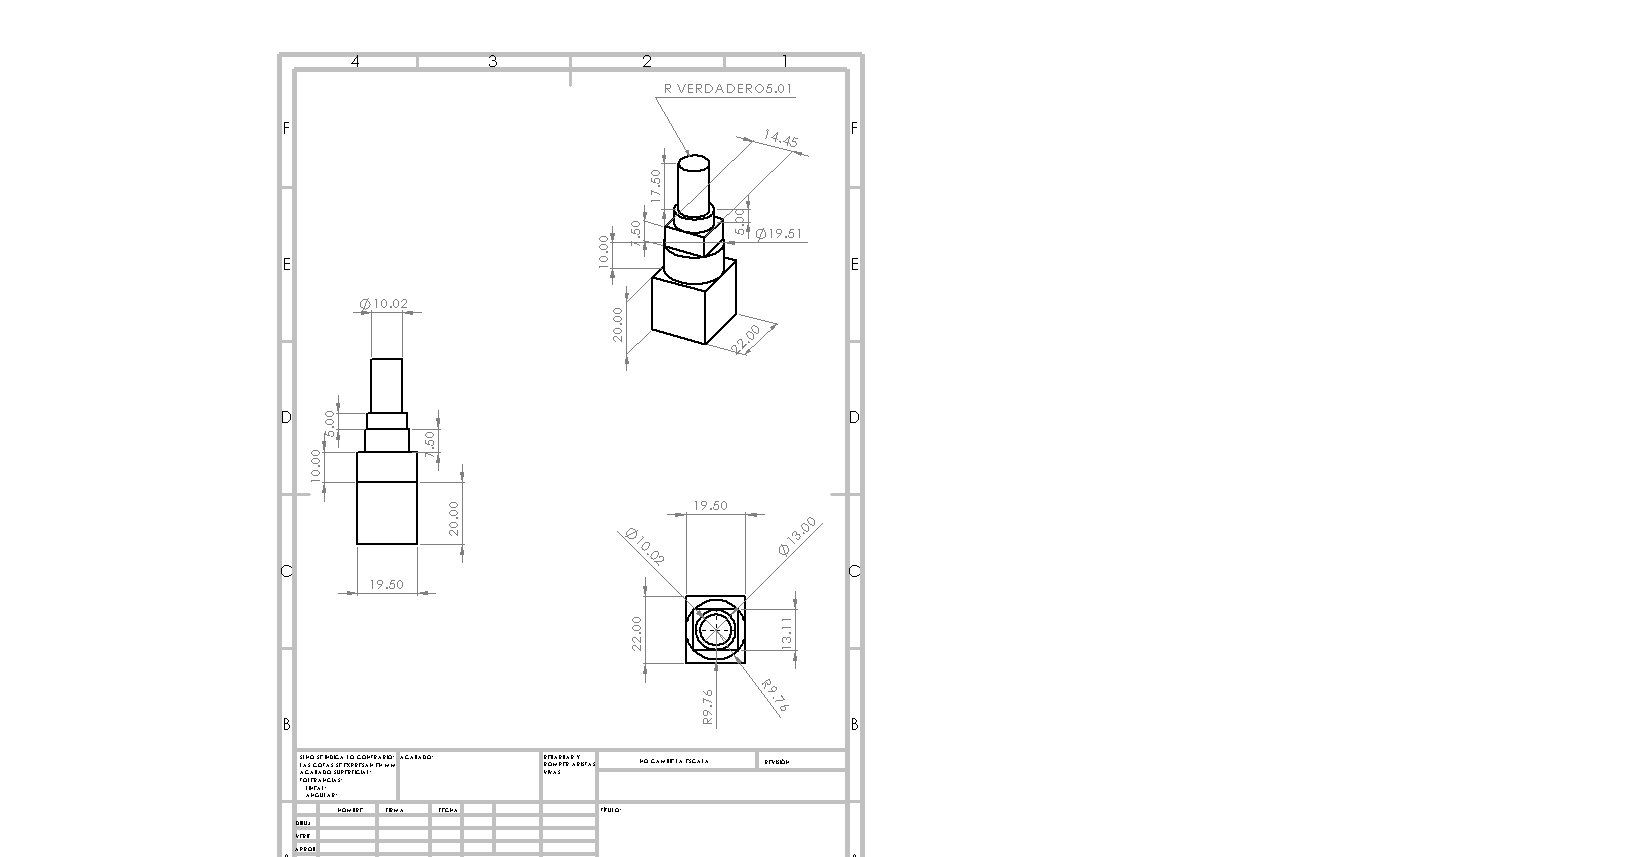 4 3 2 1
R VERDADERO5.01
F F
14.45
17.50
5.00
7.50
Ø19.51
10.00
E E
20.00
22.00
Ø10.02
D D
5.00
7.50
10.00
20.00
19.50
19.50
Ø10.02
Ø13.00
C C
22.00
13.11
R9.76
R9.76
B B
SI NO SE INDICA LO CONTRARIO:
LAS COTAS SE EXPRESAN EN MM
ACABADO SUPERFICIAL:
TOLERANCIAS:
LINEAL:
ANGULAR:
ACABADO:
REBARBAR Y
ROMPER ARISTAS
VIVAS
NO CAMBIE LA ESCALA
REVISIÓN
NOMBRE FIRMA FECHA
TÍTULO:
DIBUJ.
VERIF.
APROB.